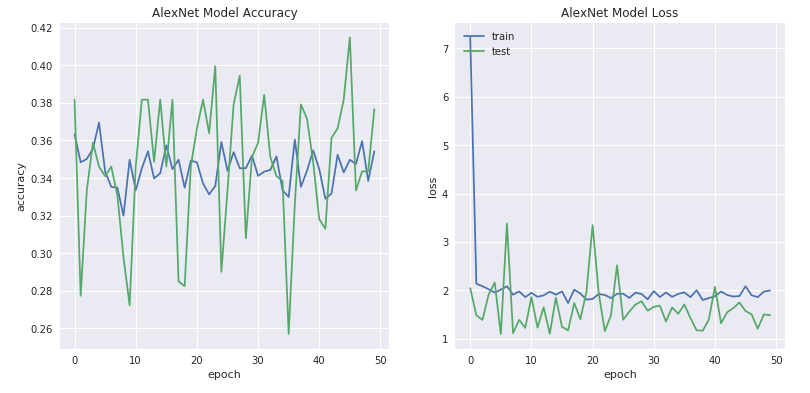 AlexNet Model Accuracy
0.42
0.40
0.38
0.36
0.34
0.32
0.30
0.28
0.26
accuracy
0 10 20 30 40 50
epoch
AlexNet Model Loss
train
test
7
6
5
4
3
2
1
loss
0 10 20 30 40 50
epoch